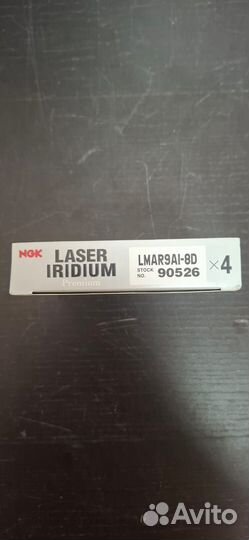 NGK LASER IRIDIUM Premium
LMAR9AI-8D
STOCK NO. 90526
×4
Avito